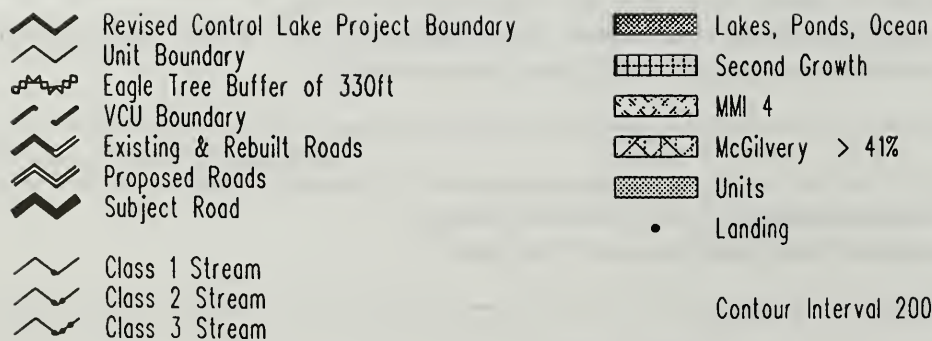 Revised Control Lake Project Boundary
Unit Boundary
Eagle Tree Buffer of 330ft
VCU Boundary
Existing & Rebuilt Roads
Proposed Roads
Subject Road
Class 1 Stream
Class 2 Stream
Class 3 Stream
Lakes, Ponds, Ocean
Second Growth
MMI 4
McGilvery > 41%
Units
Landing
Contour Interval 200